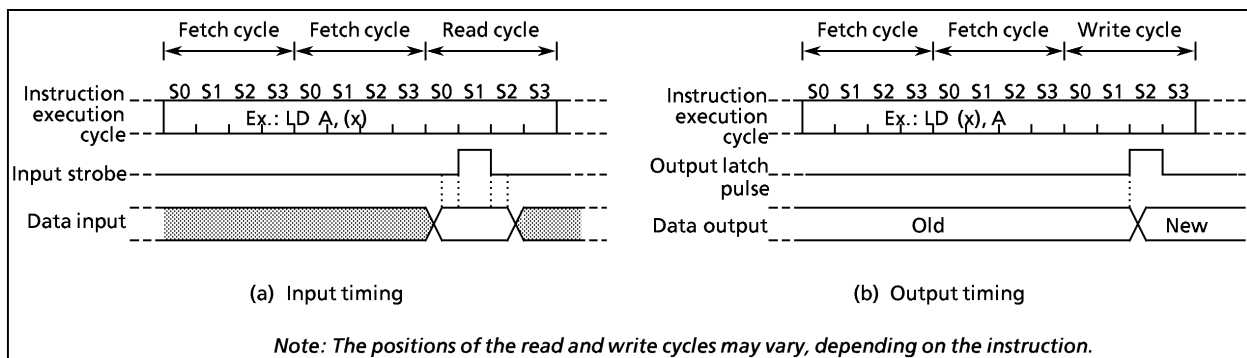 Fetch cycle Fetch cycle Read cycle
S0 S1 S2 S3 S0 S1 S2 S3 S0 S1 S2 S3
Instruction
execution
cycle
Ex.: LD A, (x)
Input strobe
Data input
(a) Input timing
Fetch cycle Fetch cycle Write cycle
S0 S1 S2 S3 S0 S1 S2 S3 S0 S1 S2 S3
Instruction
execution
cycle
Ex.: LD (x), A
Output latch
pulse
Data output
Old New
(b) Output timing
Note: The positions of the read and write cycles may vary, depending on the instruction.